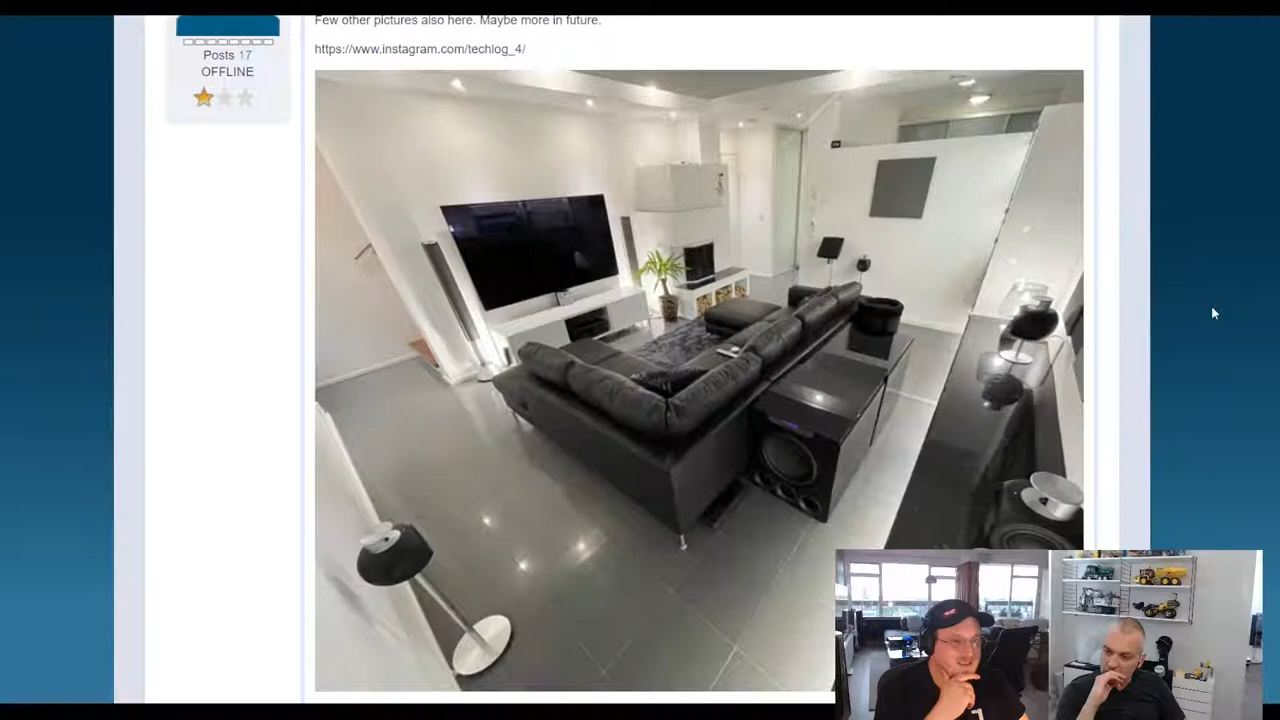 Few other pictures also here. Maybe more in future.
Posts 17
https://www.instagram.com/techlog_4/
OFFLINE